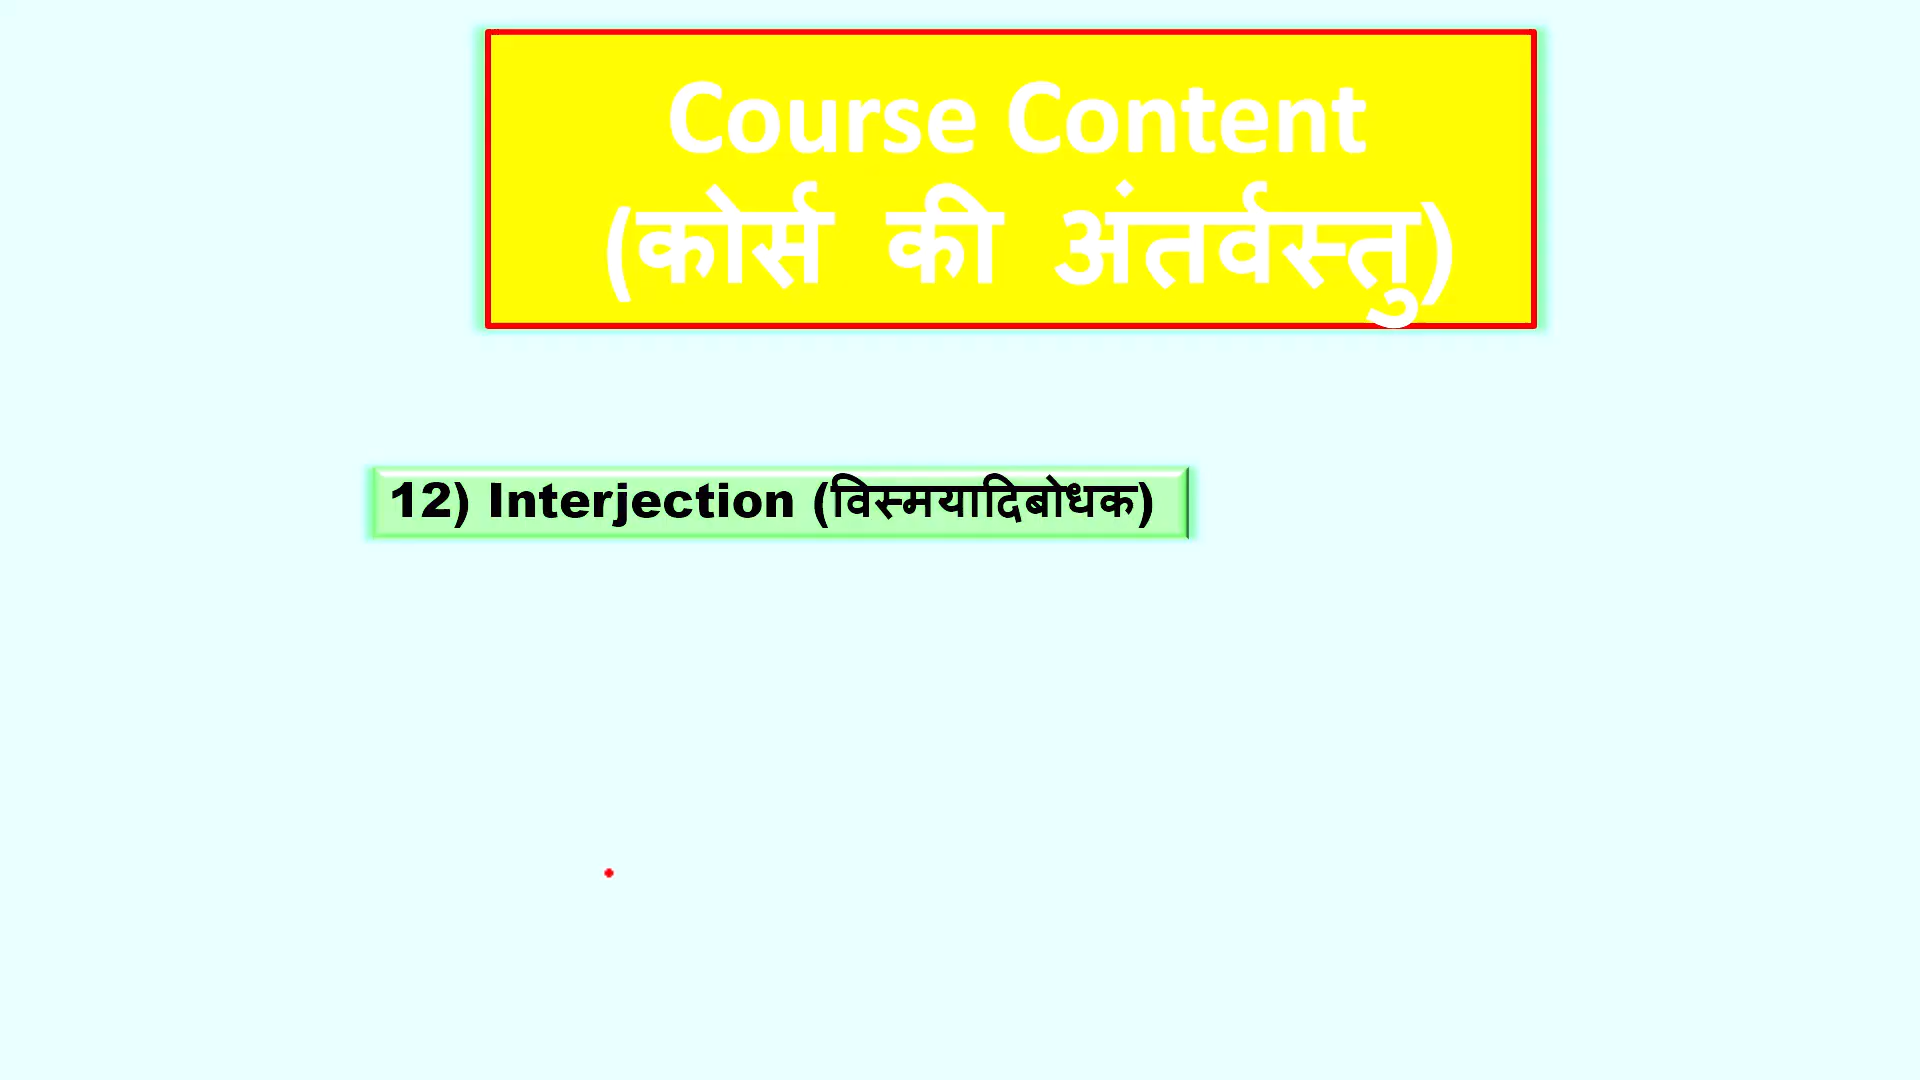 Course Content
(कोर्स की अंतर्वस्तु)
12) Interjection (विस्मयादिबोधक)